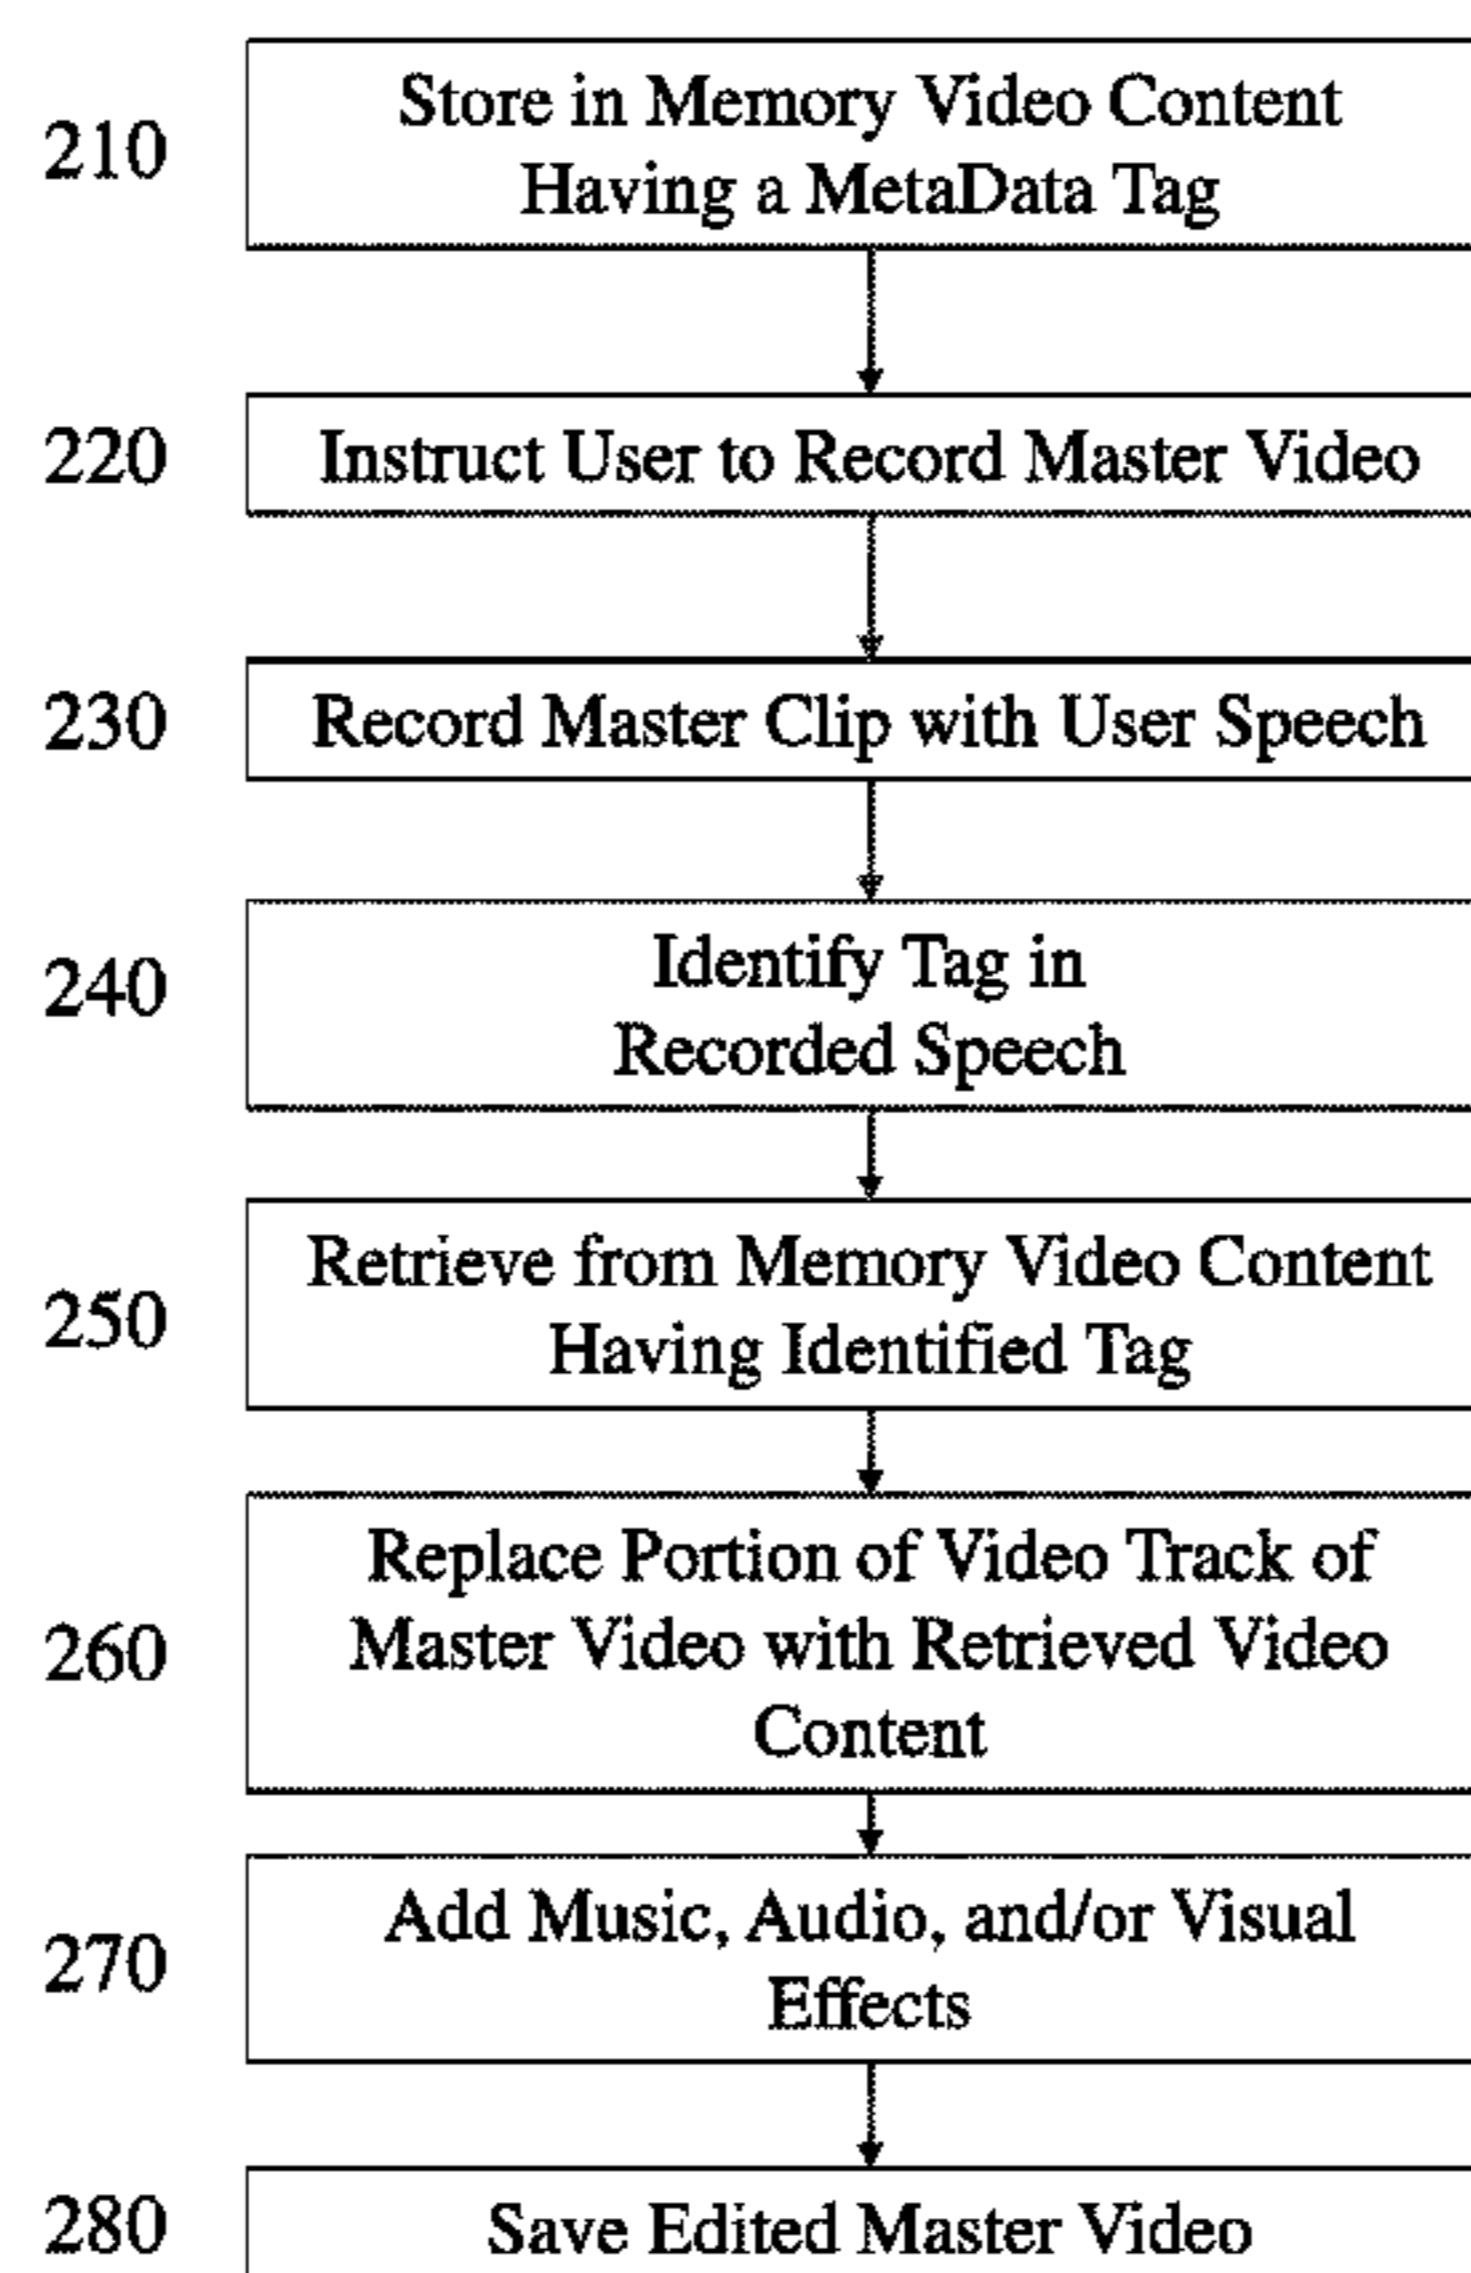 210
Store in Memory Video Content
Having a MetaData Tag
220
Instruct User to Record Master Video
230
Record Master Clip with User Speech
240
Identify Tag in
Recorded Speech
250
Retrieve from Memory Video Content
Having Identified Tag
260
Replace Portion of Video Track of
Master Video with Retrieved Video
Content
270
Add Music, Audio, and/or Visual
Effects
280
Save Edited Master Video